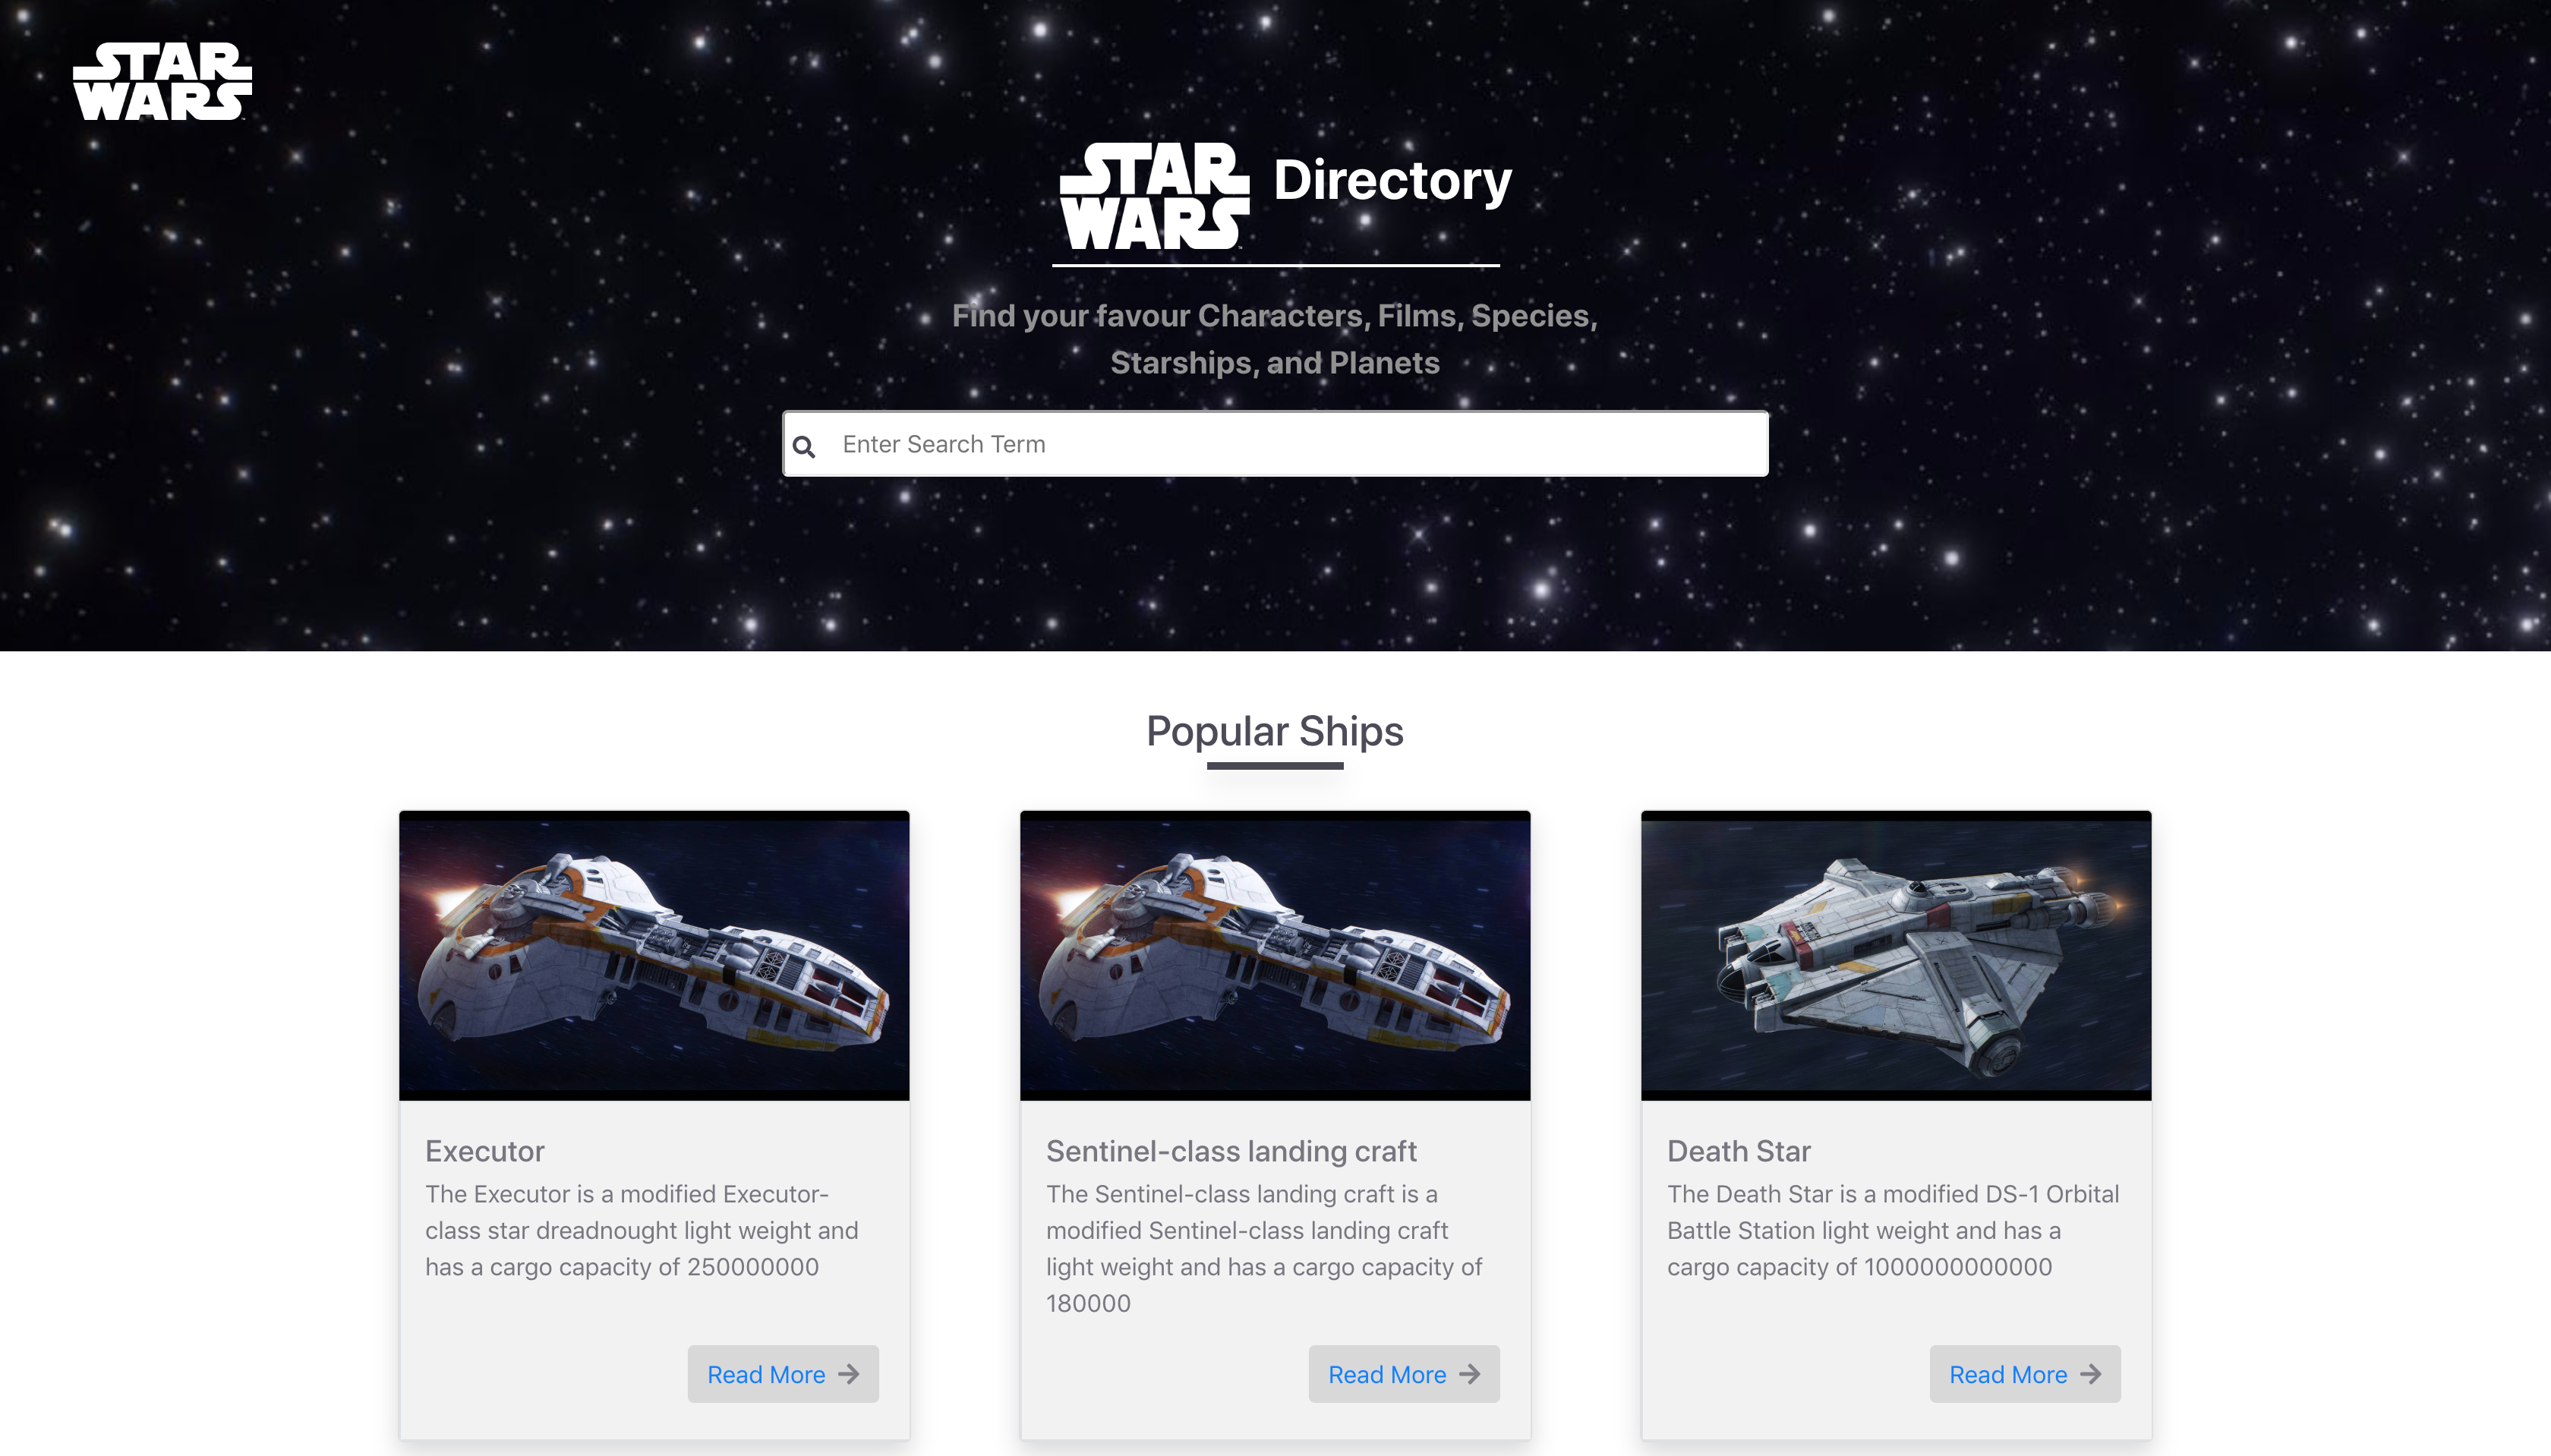 STAR
WARS
STAR
WARS
Directory
Find your favour Characters, Films, Species,
Starships, and Planets
Enter Search Term
Popular Ships
Executor
The Executor is a modified Executor-
class star dreadnought light weight and
has a cargo capacity of 250000000
Read More
Sentinel-class landing craft
The Sentinel-class landing craft is a
modified Sentinel-class landing craft
light weight and has a cargo capacity of
180000
Read More
Death Star
The Death Star is a modified DS-1 Orbital
Battle Station light weight and has a
cargo capacity of 1000000000000
Read More